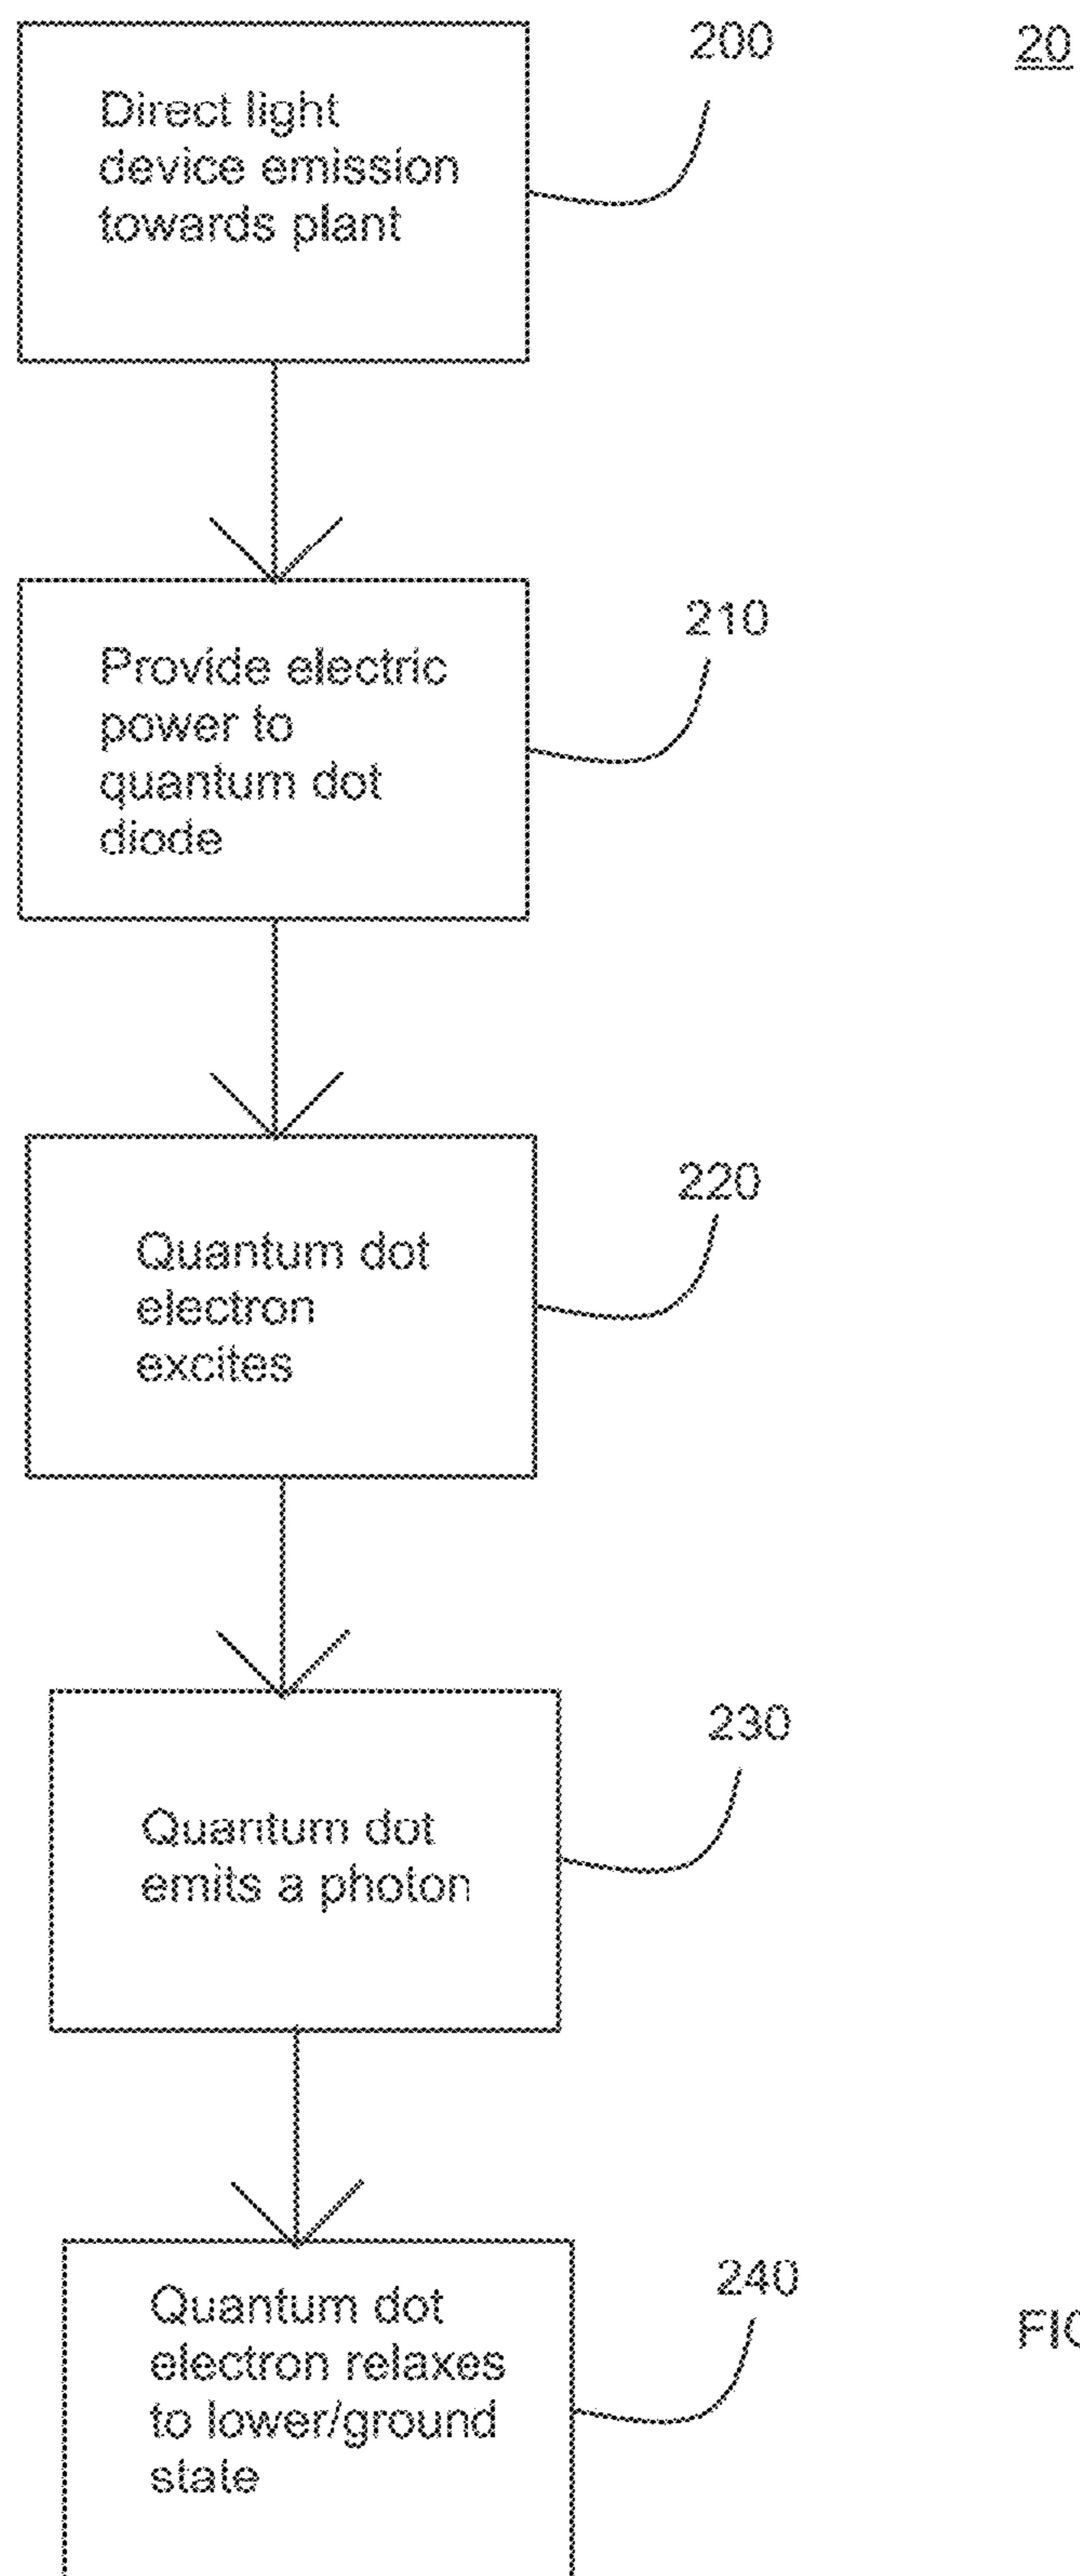 200
20
Direct light
device emission
towards plant
210
Provide electric
power to
quantum dot
diode
220
Quantum dot
electron
excites
230
Quantum dot
emits a photon
240
Quantum dot
electron relaxes
to lower/ground
state